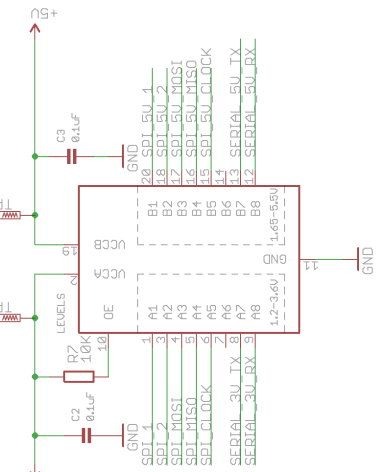 +5V
SPI_5V_1
SPI_5V_2
SPI_5V_MOSI
SPI_5V_MISO
SPI_5V_CLOCK
SERIAL_5V_TX
SERIAL_5V_RX
C3
0.1uF
GND
20
18
17
16
15
14
13
12
19
VCCB
B1
B2
B3
B4
B5
B6
B7
B8
1.65-5.5V
GND
11
GND
2
VCCA
LEVELS
OE
A1
A2
A3
A4
A5
A6
A7
A8
1.2-3.6V
R7
10K
10
1
3
4
5
6
7
8
9
C2
0.1uF
GND
SPI_1
SPI_2
SPI_MOSI
SPI_MISO
SPI_CLOCK
SERIAL_3V_TX
SERIAL_3V_RX